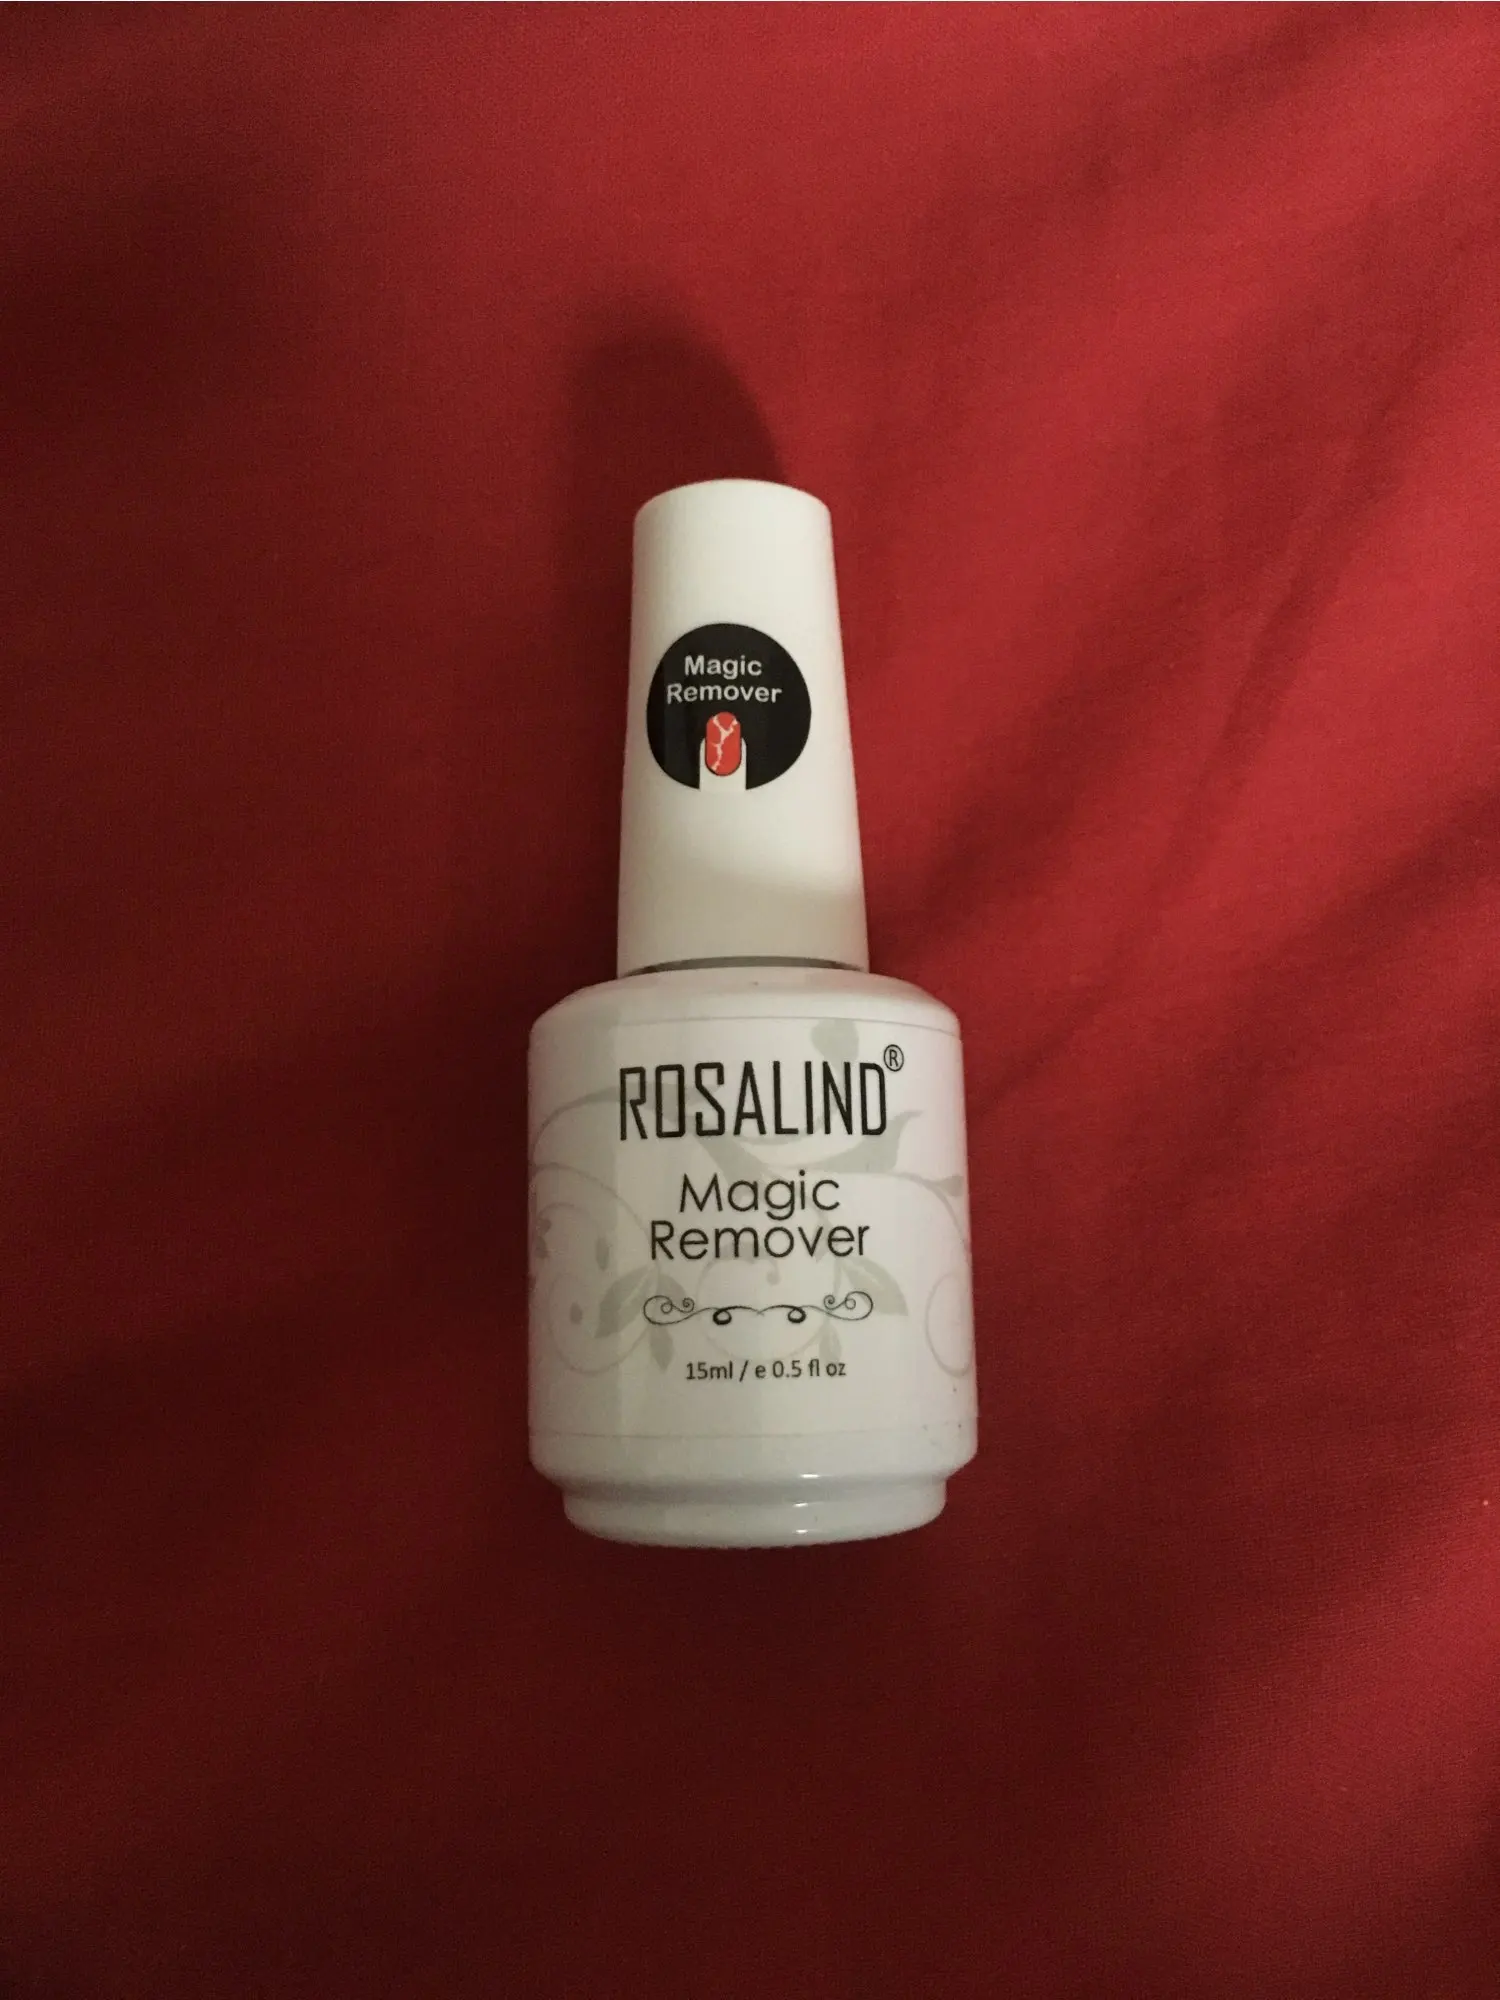 Magic
Remover
ROSALIND®
Magic
Remover
15ml / e 0.5 fl oz